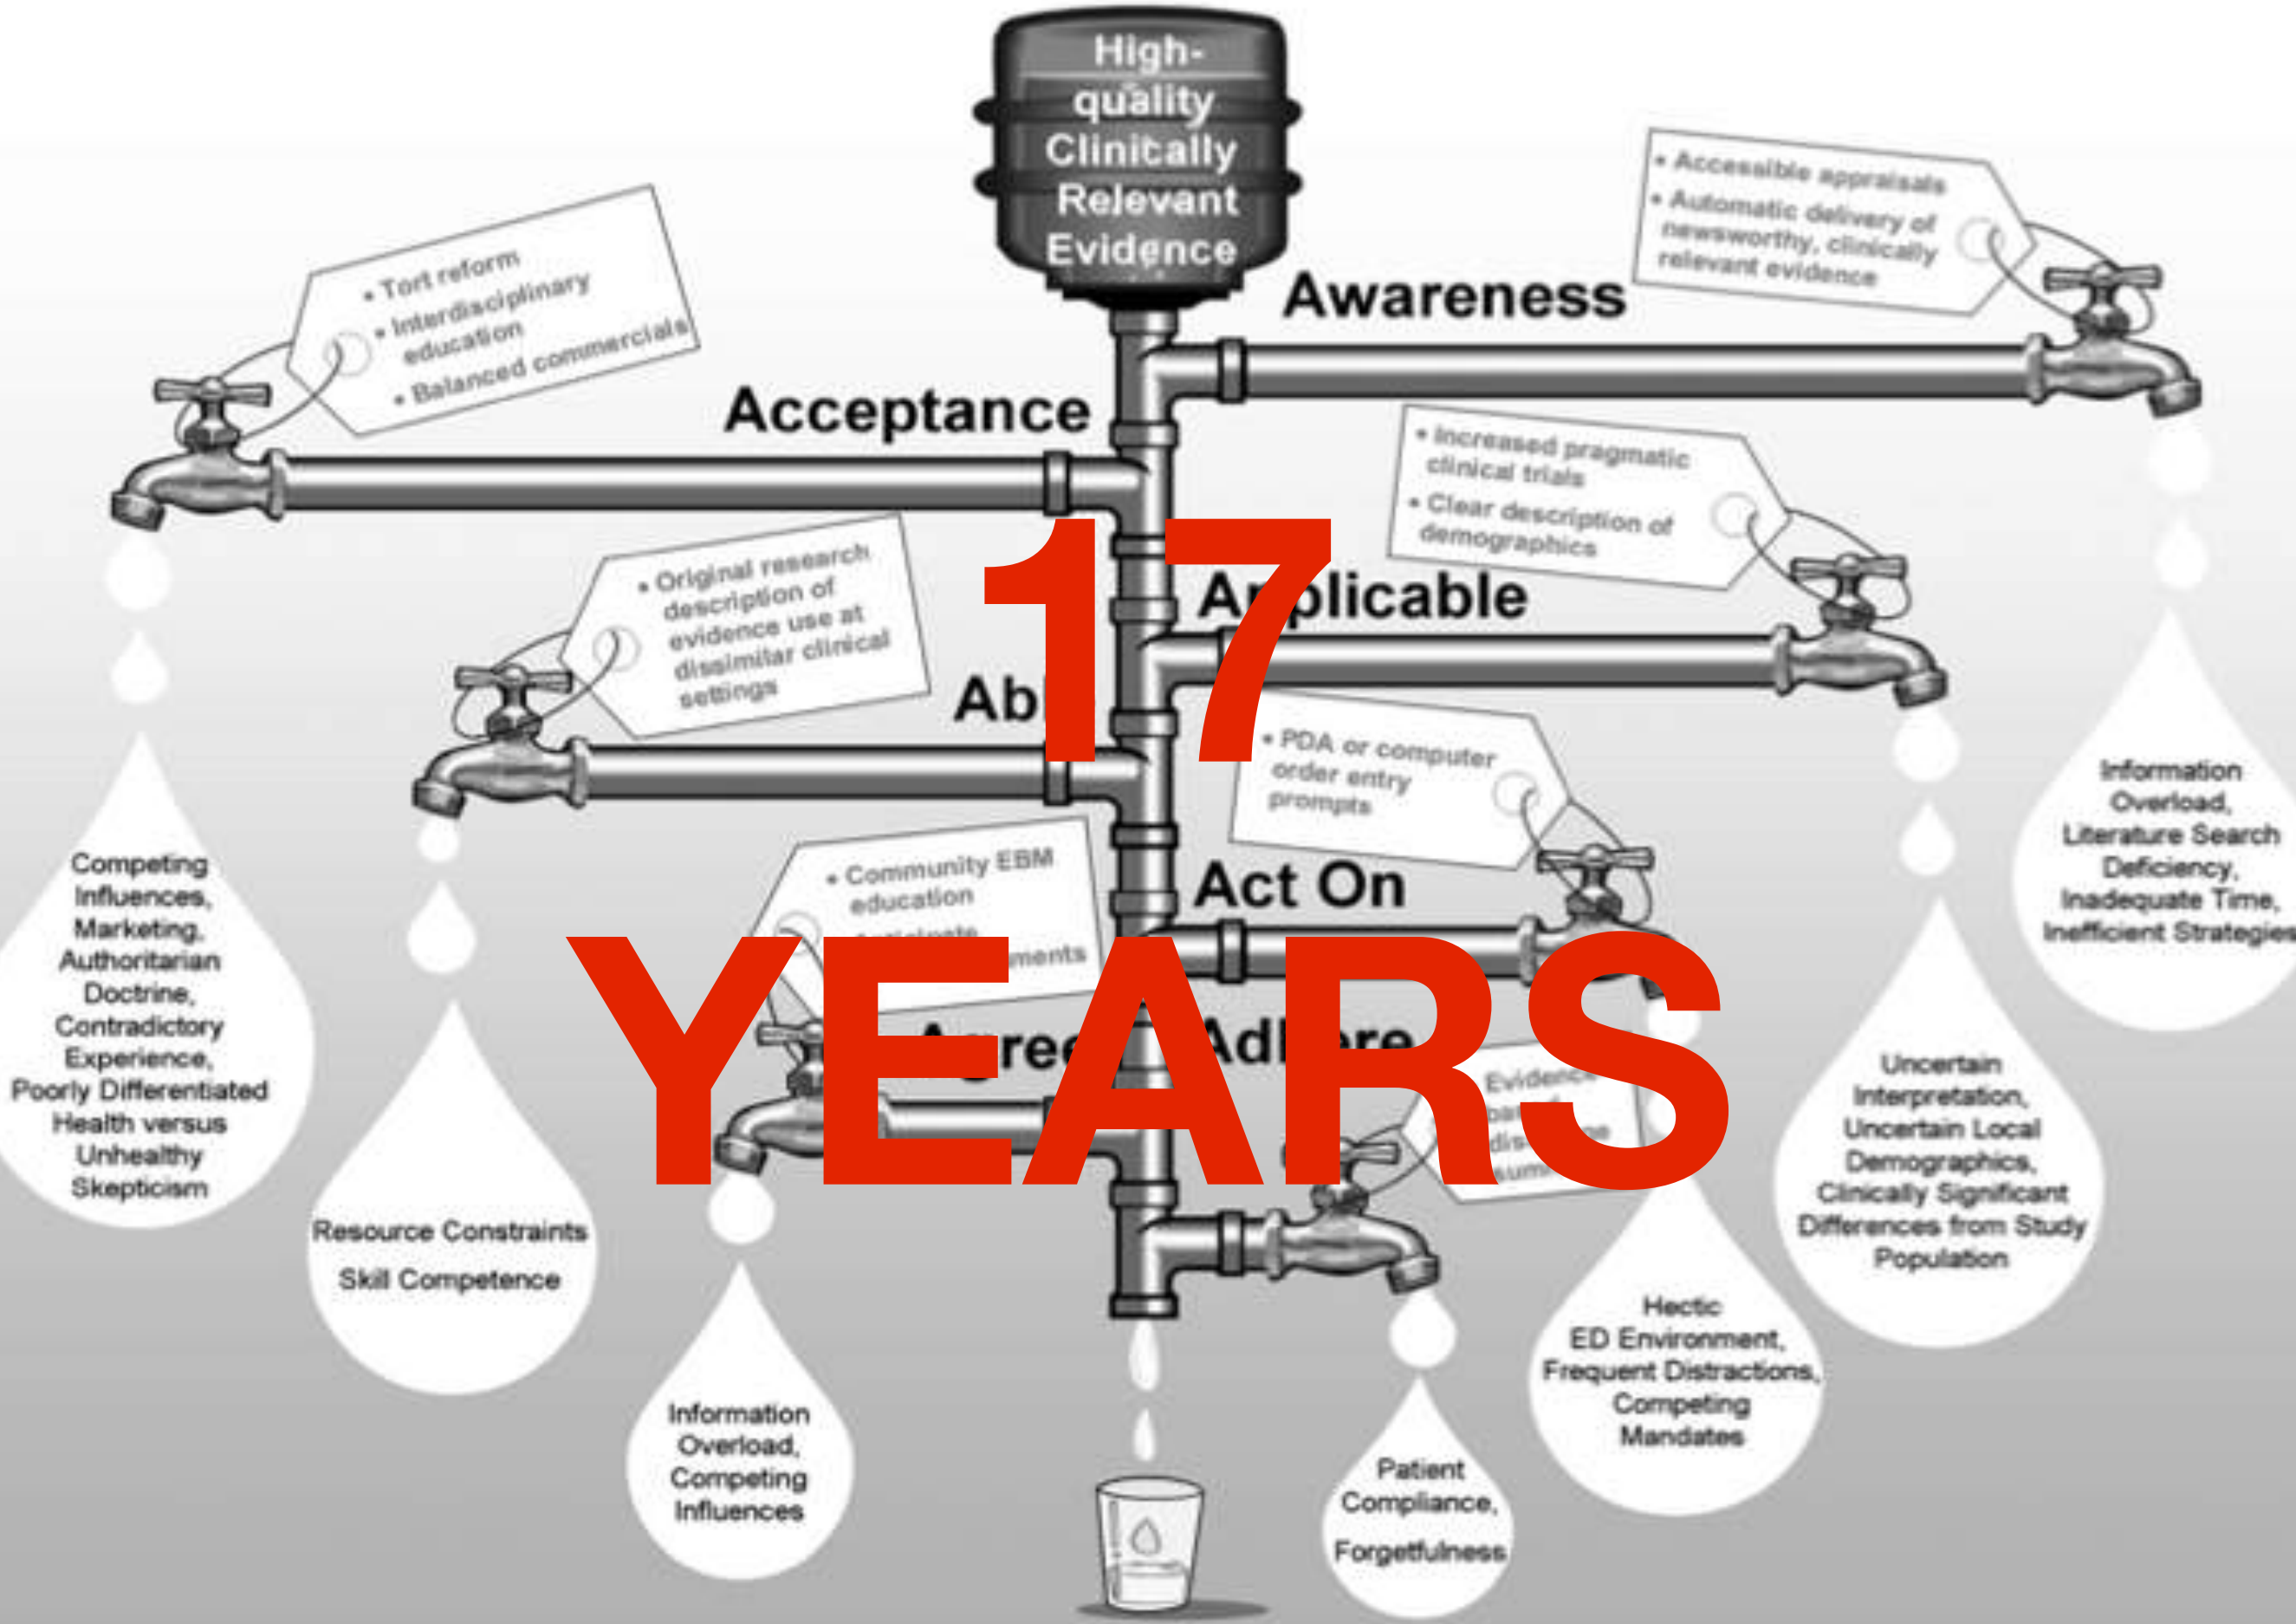 High-
quality
Clinically
Relevant
Evidence
Awareness
• Accessible appraisals
• Automatic delivery of
newsworthy, clinically
relevant evidence
Information
Overload,
Literature Search
Deficiency,
Inadequate Time,
Inefficient Strategies
Acceptance
• Tort reform
• Interdisciplinary
education
• Balanced commercials
Competing
Influences,
Marketing,
Authoritarian
Doctrine,
Contradictory
Experience,
Poorly Differentiated
Health versus
Unhealthy
Skepticism
17
YEARS
Applicable
• Increased pragmatic
clinical trials
• Clear description of
demographics
Uncertain
Interpretation,
Uncertain Local
Demographics,
Clinically Significant
Differences from Study
Population
• Original research
description of
evidence use at
dissimilar clinical
settings
Resource Constraints
Skill Competence
Act On
• PDA or computer
order entry
prompts
Hectic
ED Environment,
Frequent Distractions,
Competing
Mandates
Agree
• Community EBM
education
Information
Overload,
Competing
Influences
Adhere
Patient
Compliance,
Forgetfulness